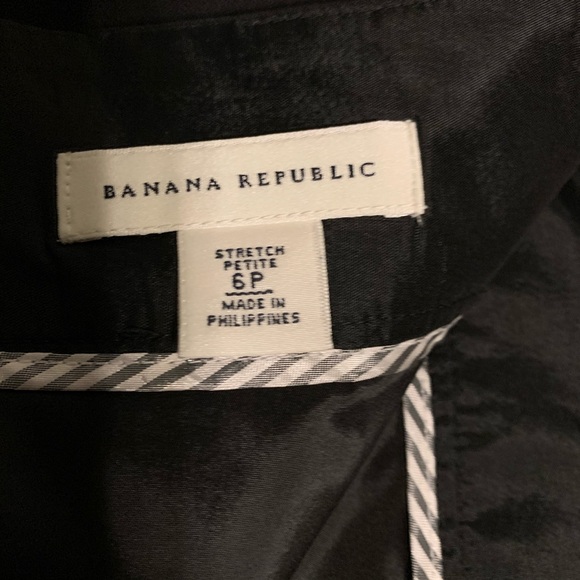 BANANA REPUBLIC
STRETCH
PETITE
6P
MADE IN
PHILIPPINES